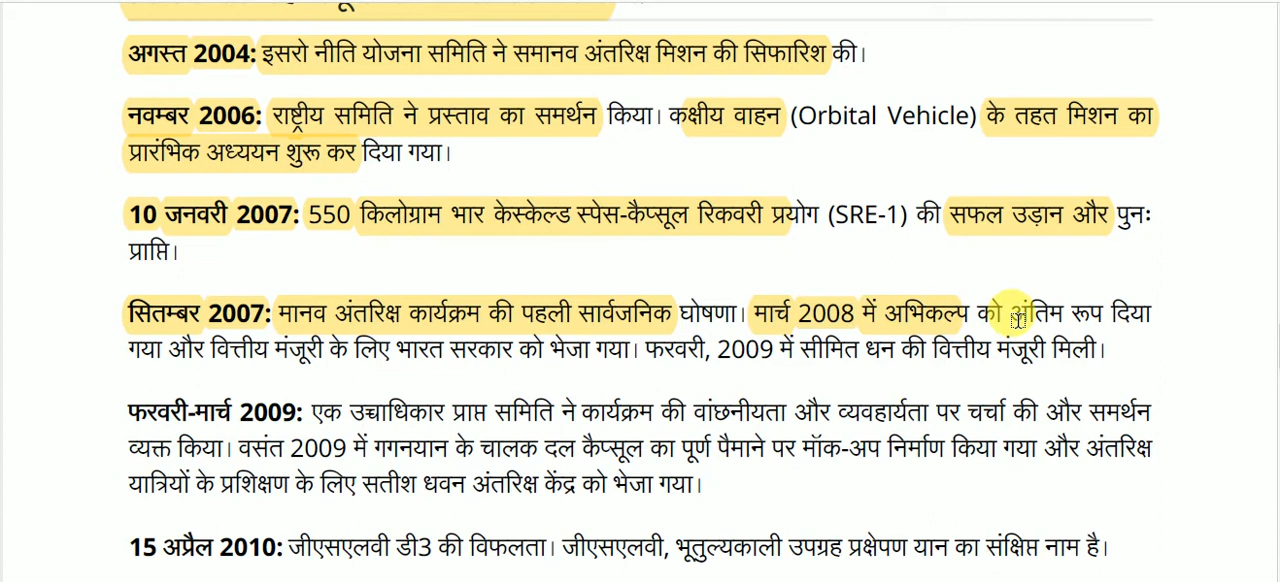 अगस्त 2004: इसरो नीति योजना समिति ने समानव अंतरिक्ष मिशन की सिफारिश की।
नवम्बर 2006: राष्ट्रीय समिति ने प्रस्ताव का समर्थन किया। कक्षीय वाहन (Orbital Vehicle) के तहत मिशन का
प्रारंभिक अध्ययन शुरू कर दिया गया।
10 जनवरी 2007: 550 किलोग्राम भार केस्केल्ड स्पेस-कैप्सूल रिकवरी प्रयोग (SRE-1) की सफल उड़ान और पुनः
प्राप्ति।
सितम्बर 2007: मानव अंतरिक्ष कार्यक्रम की पहली सार्वजनिक घोषणा। मार्च 2008 में अभिकल्प को अंतिम रूप दिया
गया और वित्तीय मंजूरी के लिए भारत सरकार को भेजा गया। फरवरी, 2009 में सीमित धन की वित्तीय मंजूरी मिली।
फरवरी-मार्च 2009: एक उच्चाधिकार प्राप्त समिति ने कार्यक्रम की वांछनीयता और व्यवहार्यता पर चर्चा की और समर्थन
व्यक्त किया। वसंत 2009 में गगनयान के चालक दल कैप्सूल का पूर्ण पैमाने पर मॉक-अप निर्माण किया गया और अंतरिक्ष
यात्रियों के प्रशिक्षण के लिए सतीश धवन अंतरिक्ष केंद्र को भेजा गया।
15 अप्रैल 2010: जीएसएलवी डी3 की विफलता। जीएसएलवी, भूतुल्यकाली उपग्रह प्रक्षेपण यान का संक्षिप्त नाम है।